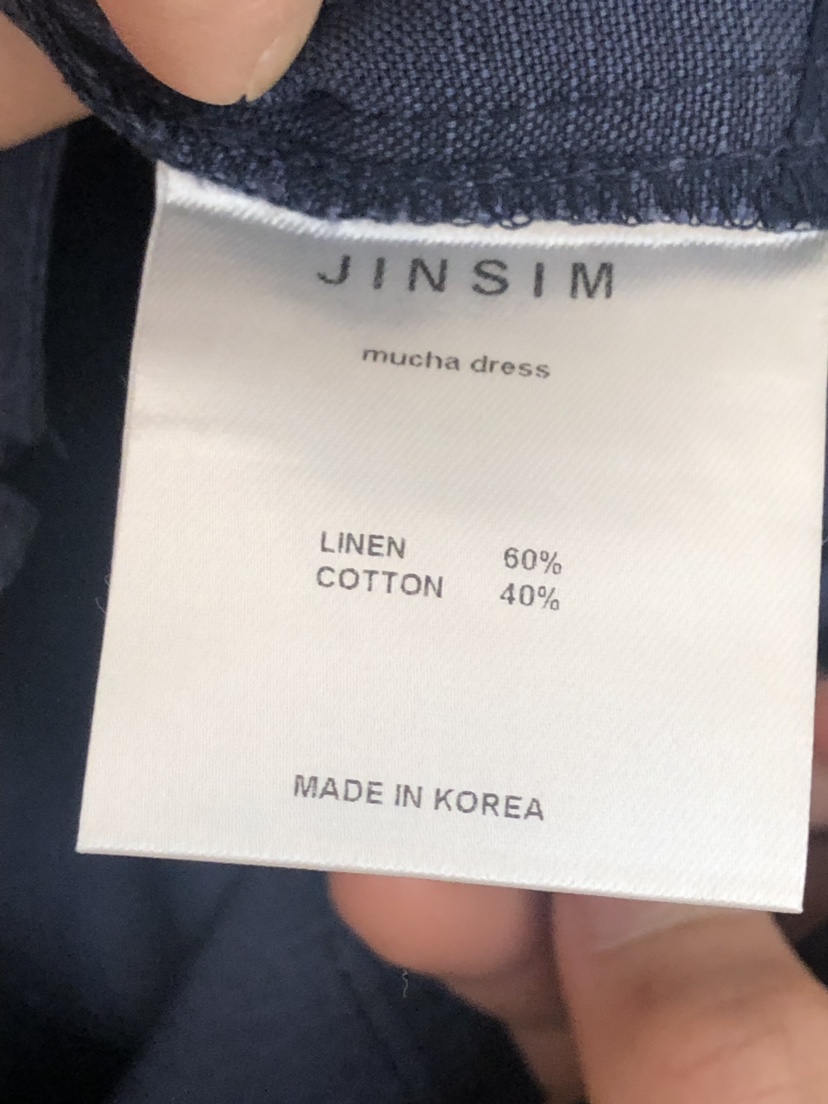 JINSIM
mucha dress
LINEN 60%
COTTON 40%
MADE IN KOREA